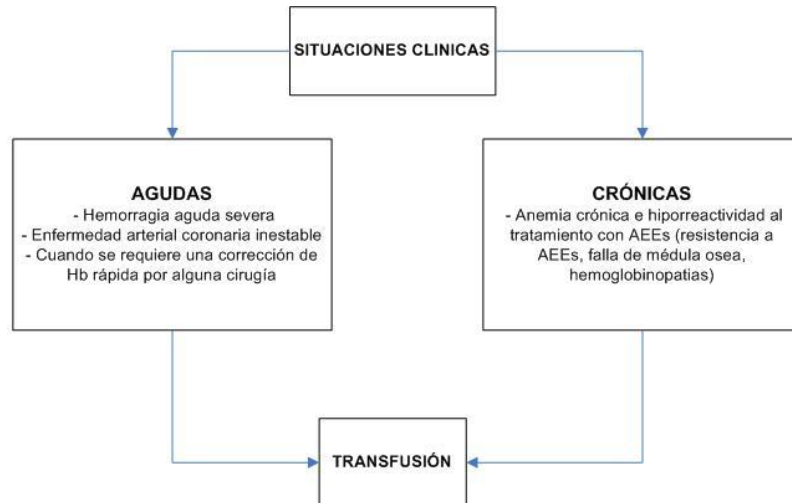 SITUACIONES CLINICAS
AGUDAS
- Hemorragia aguda severa
- Enfermedad arterial coronaria inestable
- Cuando se requiere una corrección de
Hb rápida por alguna cirugía
CRÓNICAS
- Anemia crónica e hiporreactividad al
tratamiento con AEEs (resistencia a
AEEs, falla de médula osea,
hemoglobinopatias)
TRANSFUSIÓN